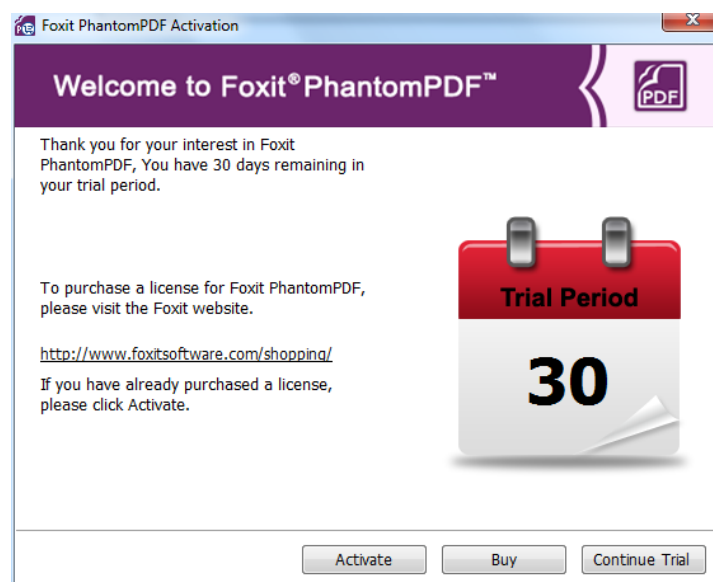 Foxit PhantomPDF Activation
Welcome to Foxit® PhantomPDF™
PDF
Thank you for your interest in Foxit
PhantomPDF, You have 30 days remaining in
your trial period.
To purchase a license for Foxit PhantomPDF,
please visit the Foxit website.
http://www.foxitsoftware.com/shopping/
If you have already purchased a license,
please click Activate.
Trial Period
30
Activate
Buy
Continue Trial